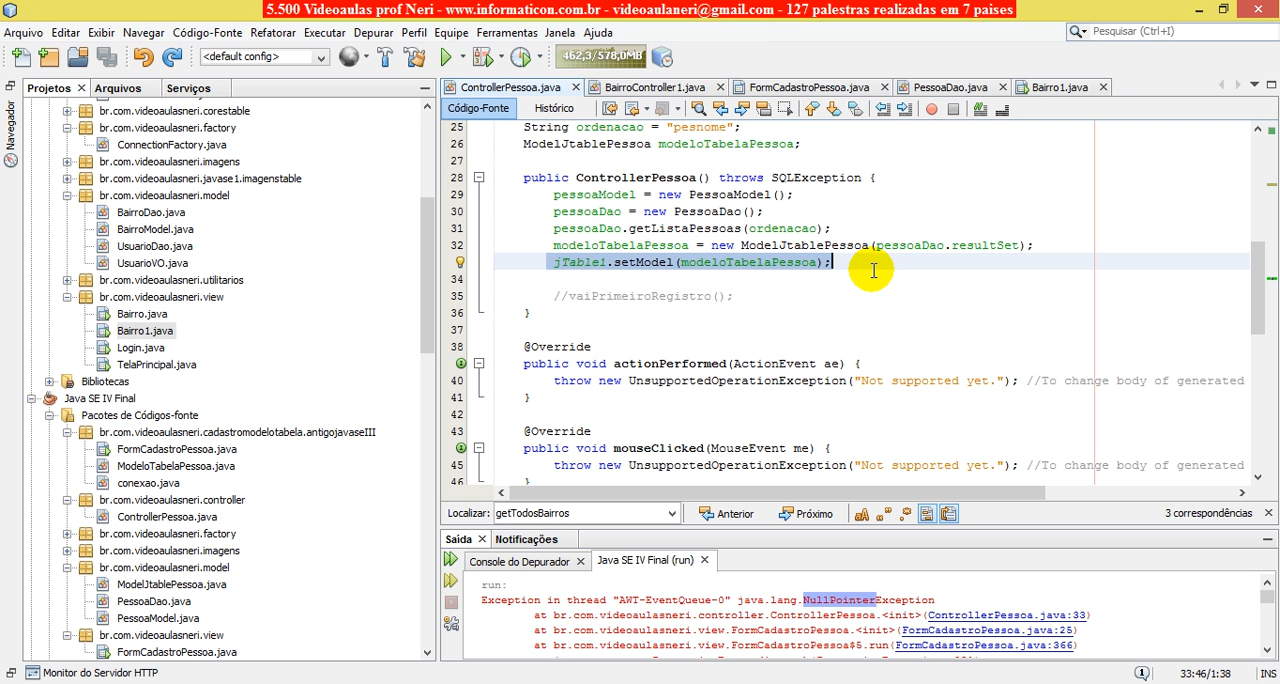 5.500 Videoaulas prof Neri - www.informaticon.com.br - videoaulaneri@gmail.com - 127 palestras realizadas em 7 paises
Arquivo Editar Exibir Navegar Código-Fonte Refatorar Executar Depurar Perfil Equipe Ferramentas Janela Ajuda
Pesquisar (Ctrl+I)
<default config>
462,3/578,0MB
Projetos Arquivos Serviços
Navegador
br.com.videoaulasneri.corestable
br.com.videoaulasneri.factory
ConnectionFactory.java
br.com.videoaulasneri.imagens
br.com.videoaulasneri.javase1.imagenstable
br.com.videoaulasneri.model
BairroDao.java
BairroModel.java
UsuarioDao.java
UsuarioVO.java
br.com.videoaulasneri.utilitarios
br.com.videoaulasneri.view
Bairro.java
Bairro1.java
Login.java
TelaPrincipal.java
Bibliotecas
Java SE IV Final
Pacotes de Códigos-fonte
br.com.videoaulasneri.cadastromodelotabela.antigojavaseIII
FormCadastroPessoa.java
ModeloTabelaPessoa.java
conexao.java
br.com.videoaulasneri.controller
ControllerPessoa.java
br.com.videoaulasneri.factory
br.com.videoaulasneri.imagens
br.com.videoaulasneri.model
ModelJtablePessoa.java
PessoaDao.java
PessoaModel.java
br.com.videoaulasneri.view
FormCadastroPessoa.java
ControllerPessoa.java BairroController1.java FormCadastroPessoa.java PessoaDao.java Bairro1.java
Código-Fonte Histórico
25 String ordenacao = "pesnome";
26 ModelJtablePessoa modeloTabelaPessoa;
27
28 public ControllerPessoa() throws SQLException {
29 pessoaModel = new PessoaModel();
30 pessoaDao = new PessoaDao();
31 pessoaDao.getListaPessoas(ordenacao);
32 modeloTabelaPessoa = new ModelJtablePessoa(pessoaDao.resultSet);
jTable1.setModel(modeloTabelaPessoa);
34
35 //vaiPrimeiroRegistro();
36 }
37
38 @Override
public void actionPerformed(ActionEvent ae) {
40 throw new UnsupportedOperationException("Not supported yet."); //To change body of generated
41 }
42
43 @Override
public void mouseClicked(MouseEvent me) {
45 throw new UnsupportedOperationException("Not supported yet."); //To change body of generated
46 }
Localizar: getTodosBairros Anterior Próximo 3 correspondências
Saída Notificações
Console do Depurador Java SE IV Final (run)
run:
Exception in thread "AWT-EventQueue-0" java.lang.NullPointerException
at br.com.videoaulasneri.controller.ControllerPessoa.<init>(ControllerPessoa.java:33)
at br.com.videoaulasneri.view.FormCadastroPessoa.<init>(FormCadastroPessoa.java:25)
at br.com.videoaulasneri.view.FormCadastroPessoa$5.run(FormCadastroPessoa.java:366)
Monitor do Servidor HTTP
33:46/1:38 INS